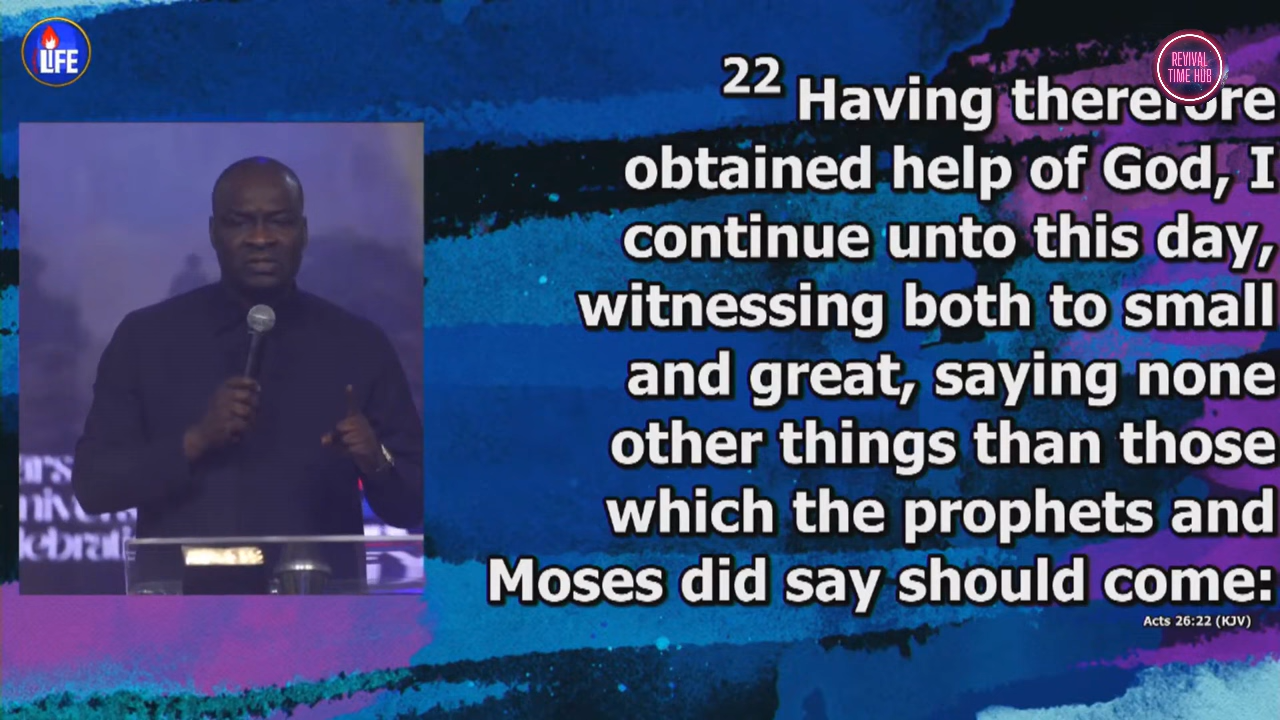 LIFE
REVIVAL
TIME HUB
22 Having therefore
obtained help of God, I
continue unto this day,
witnessing both to small
and great, saying none
other things than those
which the prophets and
Moses did say should come:
Acts 26:22 (KJV)